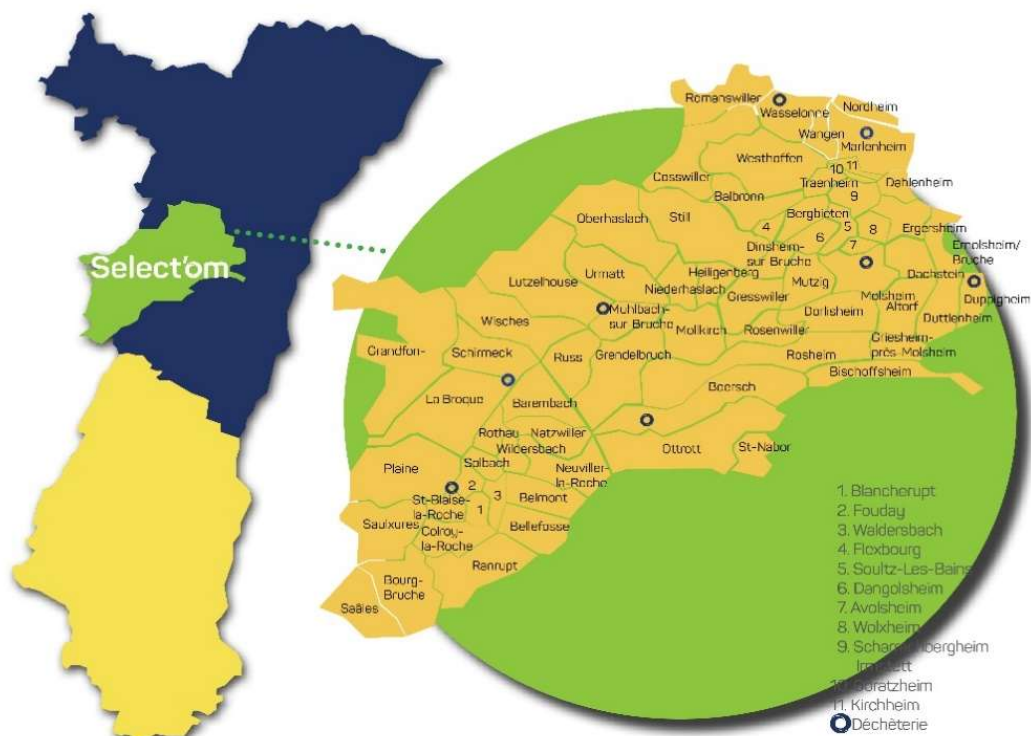 Select'om
Romanswiller
Wasselonne
Nordheim
Wangen
Marlenheim
Westhoffen
10
11
Cosswiller
Traenheim
Dahlenheim
Balbronn
9
Oberhaslach
Still
Bergbieten
4
5
8
Ergersheim
6
7
Ernolsheim/
Bruche
Dinsheim-
sur Bruche
Lutzelhouse
Urmatt
Heiligenberg
Mutzig
Dachstein
Niederhaslach
Gresswiller
Molsheim
Duppigheim
Muhlbach-
sur Bruche
Dorlisheim
Altorf
Duttlenheim
Wisches
Mollkirch
Rosenwiller
Griesheim-
près-Molsheim
Grandfon-
Schirmeck
Russ
Grendelbruch
Rosheim
Bischoffsheim
La Broque
Barembach
Boersch
Rothau
Natzwiller
Wildersbach
Ottrott
St-Nabor
Plaine
Solbach
Neuviller-
la-Roche
2
3
St-Blaise-
la-Roche
1
Belmont
Saulxures
Colroy-
la-Roche
Bellefosse
Ranrupt
Bourg-
Bruche
Saâles
1. Blancherupt
2. Fouday
3. Waldersbach
4. Flexbourg
5. Soultz-Les-Bains
6. Dangolsheim
7. Avolsheim
8. Wolxheim
9.
11. Kirchheim
Déchèterie